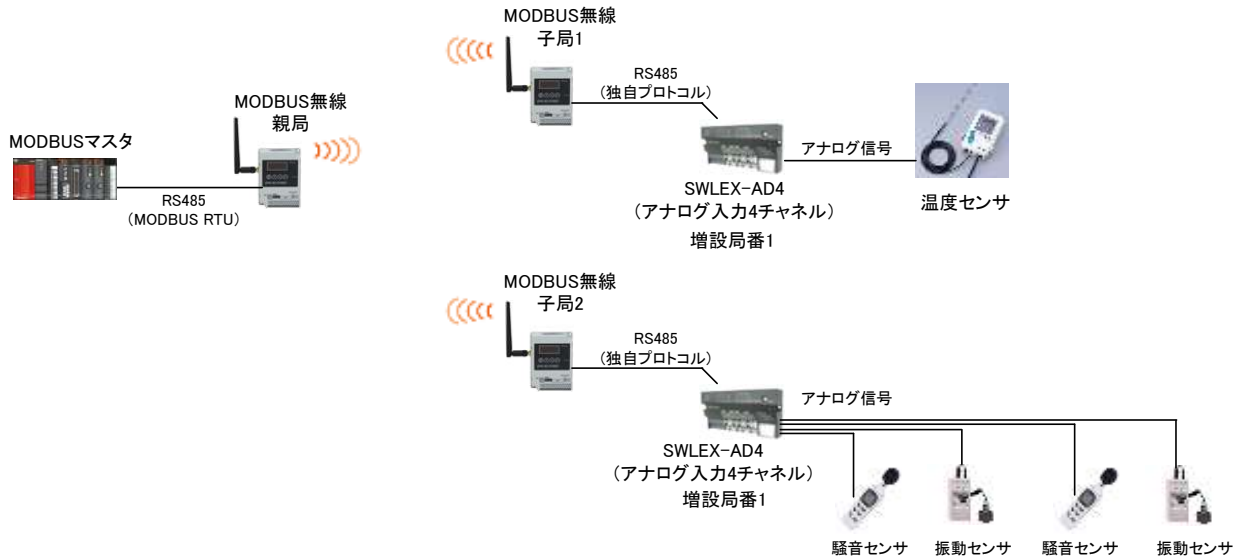 MODBUSマスタ
RS485
(MODBUS RTU)
MODBUS無線
親局
MODBUS無線
子局1
RS485
(独自プロトコル)
SWLEX-AD4
(アナログ入力4チャネル)
増設局番1
アナログ信号
温度センサ
MODBUS無線
子局2
RS485
(独自プロトコル)
SWLEX-AD4
(アナログ入力4チャネル)
増設局番1
アナログ信号
騒音センサ
振動センサ
騒音センサ
振動センサ